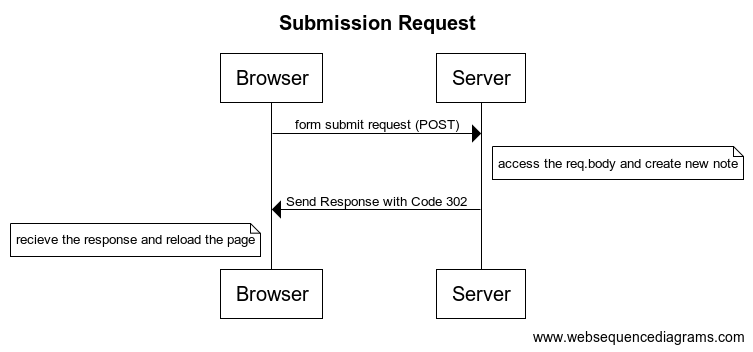 Submission Request
Browser
Server
form submit request (POST)
access the req.body and create new note
Send Response with Code 302
recieve the response and reload the page
Browser
Server
www.websequencediagrams.com